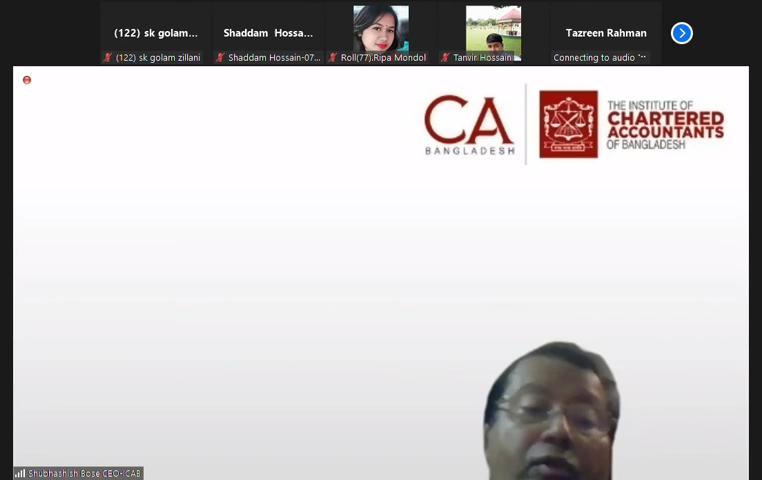 (122) sk golam...
Shaddam Hossa...
Tazreen Rahman
(122) sk golam zillani
Shaddam Hossain-07...
Roll(77).Ripa Mondol
Tanvir Hossain
Connecting to audio ···
CA
BANGLADESH
THE INSTITUTE OF
CHARTERED
ACCOUNTANTS
OF BANGLADESH
Shubhashish Bose CEO-ICAB